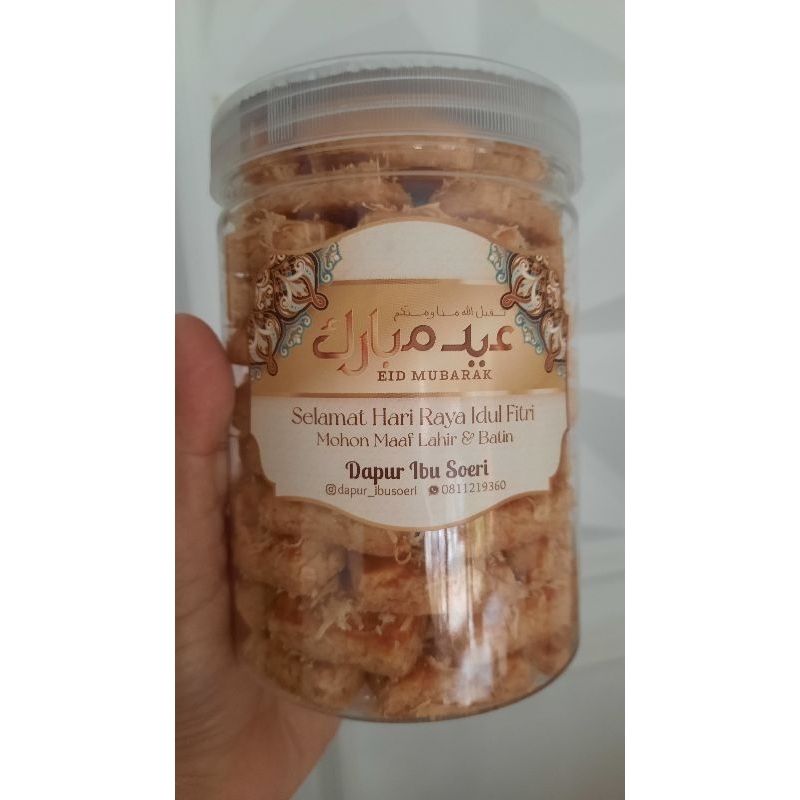 تقبل الله منا ومنكم
عيد مبارك
EID MUBARAK
Selamat Hari Raya Idul Fitri
Mohon Maaf Lahir & Batin
Dapur Ibu Soeri
dapur_ibusoeri 0811219360